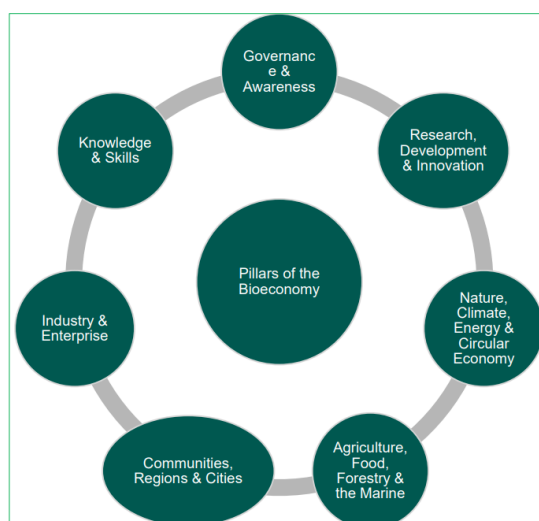 Governanc
e &
Awareness
Research,
Development
& Innovation
Nature,
Climate,
Energy &
Circular
Economy
Agriculture,
Food,
Forestry &
the Marine
Communities,
Regions & Cities
Industry &
Enterprise
Knowledge
& Skills
Pillars of the
Bioeconomy